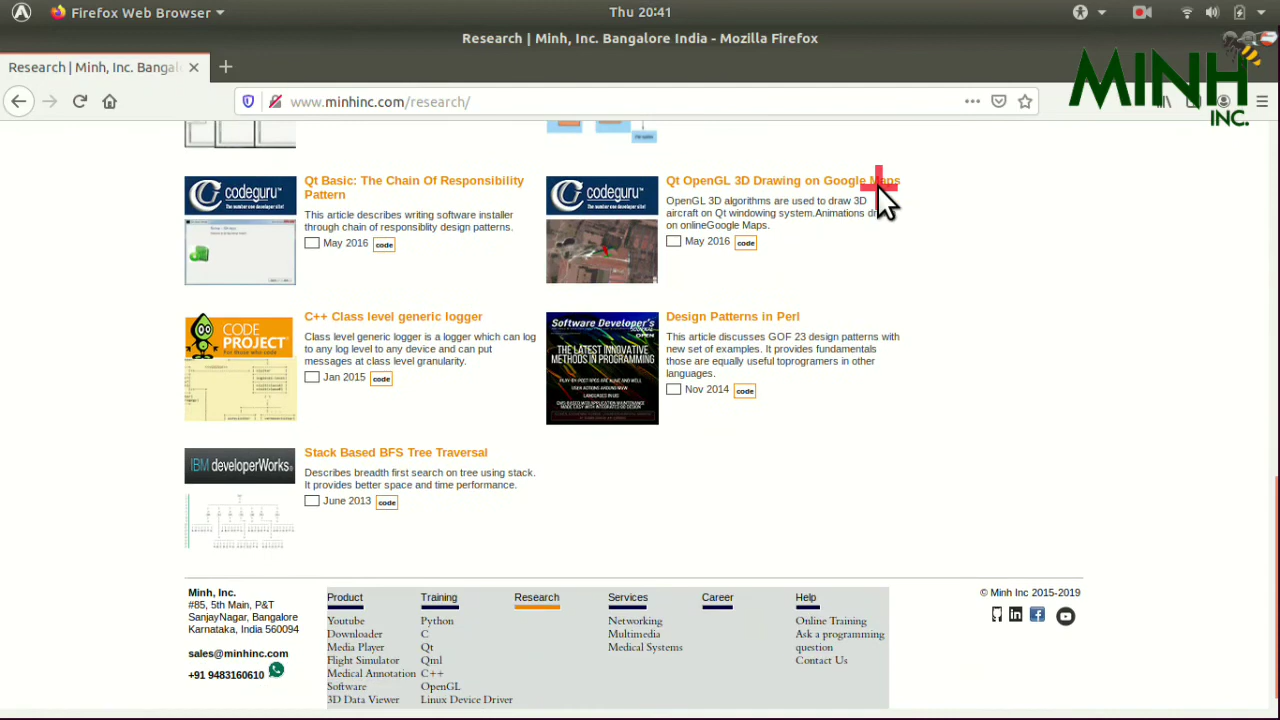 Firefox Web Browser
Thu 20:41
Research | Minh, Inc. Bangalore India - Mozilla Firefox
Research | Minh, Inc. Bangal
www.minhinc.com/research/
MINH
INC.
codeguru
Qt Basic: The Chain Of Responsibility
Pattern
This article describes writing software installer
through chain of responsiblity design patterns.
May 2016 code
codeguru
Qt OpenGL 3D Drawing on Google Maps
OpenGL 3D algorithms are used to draw 3D
aircraft on Qt windowing system.Animations
on onlineGoogle Maps.
May 2016 code
CODE
PROJECT
For those who code
C++ Class level generic logger
Class level generic logger is a logger which can log
to any log level to any device and can put
messages at class level granularity.
Jan 2015 code
Software Developer's
THE LATEST INNOVATIVE
METHODS IN PROGRAMMING
Design Patterns in Perl
This article discusses GOF 23 design patterns with
new set of examples. It provides fundamentals
those are equally useful toprogramers in other
languages.
Nov 2014 code
IBM developerWorks
Stack Based BFS Tree Traversal
Describes breadth first search on tree using stack.
It provides better space and time performance.
June 2013 code
Minh, Inc.
#85, 5th Main, P&T
SanjayNagar, Bangalore
Karnataka, India 560094
sales@minhinc.com
+91 9483160610
Product
Youtube
Downloader
Media Player
Flight Simulator
Medical Annotation
Software
3D Data Viewer
Training
Python
C
Qt
Qml
C++
OpenGL
Linux Device Driver
Research
Services
Networking
Multimedia
Medical Systems
Career
Help
Online Training
Ask a programming
question
Contact Us
© Minh Inc 2015-2019